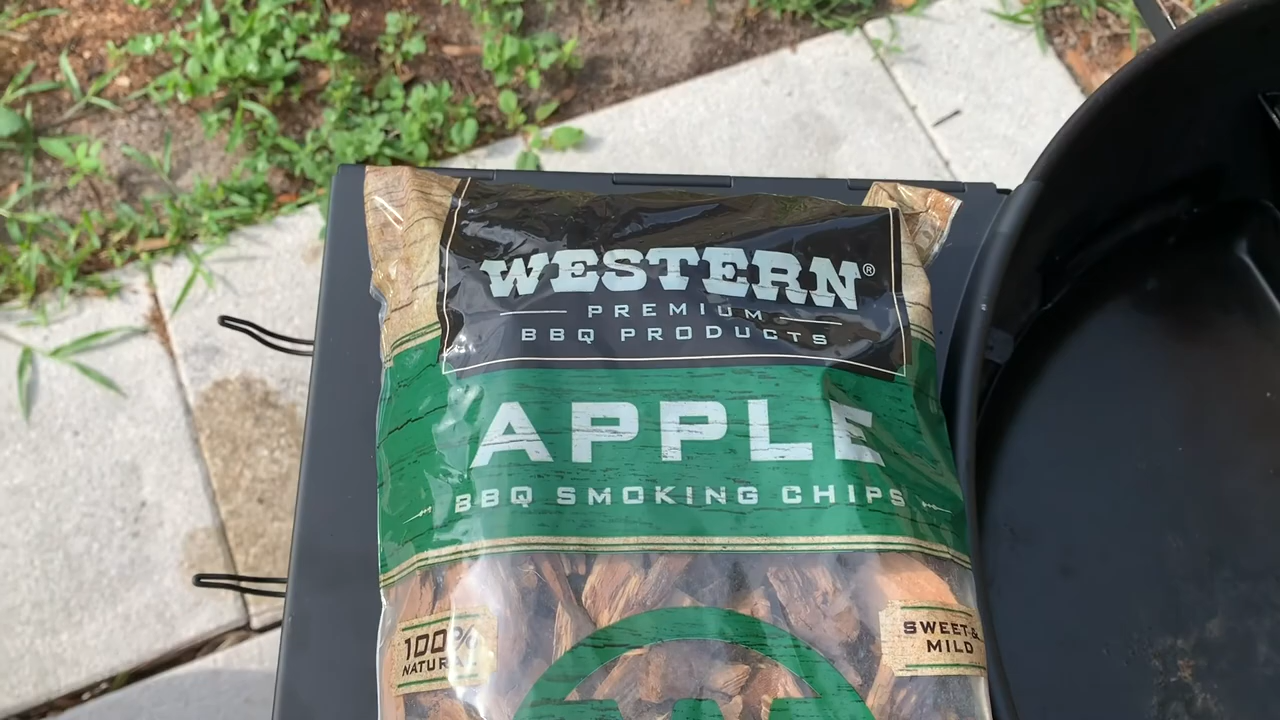 WESTERN®
PREMIUM
BBQ PRODUCTS
APPLE
BBQ SMOKING CHIPS
100%
NATURAL
SWEET &
MILD
W